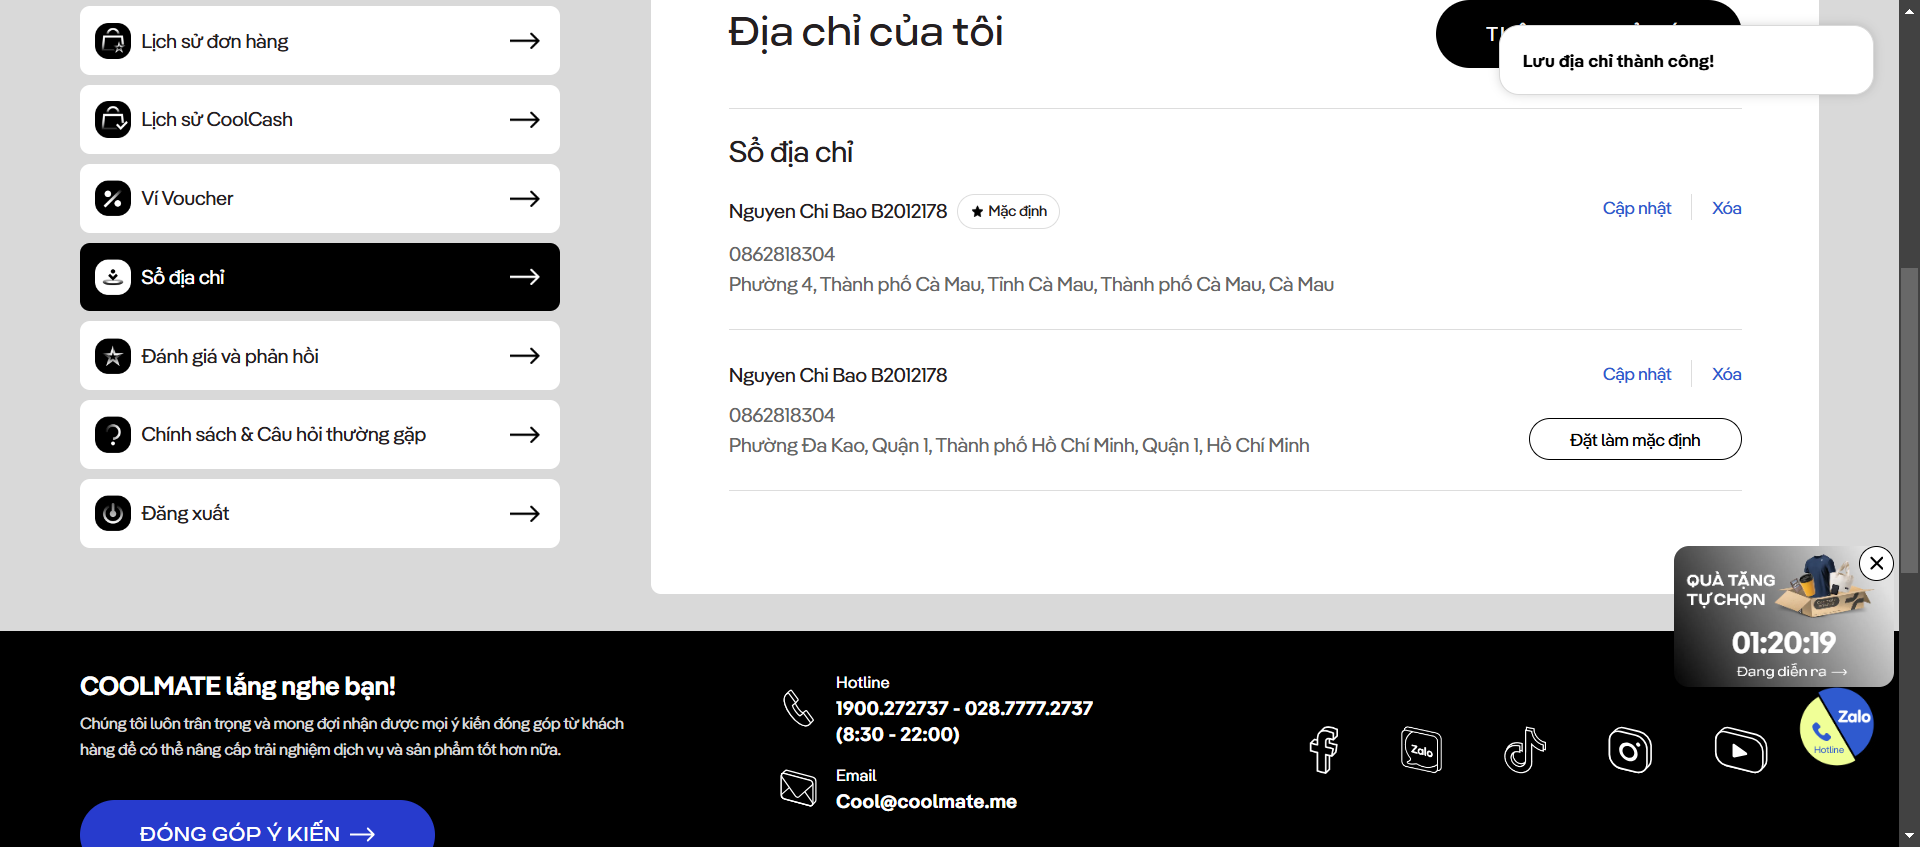 Lịch sử đơn hàng
Lịch sử CoolCash
Ví Voucher
Sổ địa chỉ
Đánh giá và phản hồi
Chính sách & Câu hỏi thường gặp
Đăng xuất
Địa chỉ của tôi
Lưu địa chỉ thành công!
Sổ địa chỉ
Nguyen Chi Bao B2012178
Mặc định
Cập nhật
Xóa
0862818304
Phường 4, Thành phố Cà Mau, Tỉnh Cà Mau, Thành phố Cà Mau, Cà Mau
Nguyen Chi Bao B2012178
Cập nhật
Xóa
0862818304
Phường Đa Kao, Quận 1, Thành phố Hồ Chí Minh, Quận 1, Hồ Chí Minh
Đặt làm mặc định
QUÀ TẶNG
TỰ CHỌN
01:20:19
Đang diễn ra
COOLMATE lắng nghe bạn!
Chúng tôi luôn trân trọng và mong đợi nhận được mọi ý kiến đóng góp từ khách
hàng để có thể nâng cấp trải nghiệm dịch vụ và sản phẩm tốt hơn nữa.
ĐÓNG GÓP Ý KIẾN
Hotline
1900.272737 - 028.7777.2737
(8:30 - 22:00)
Email
Cool@coolmate.me
Zalo
Zalo
Hotline